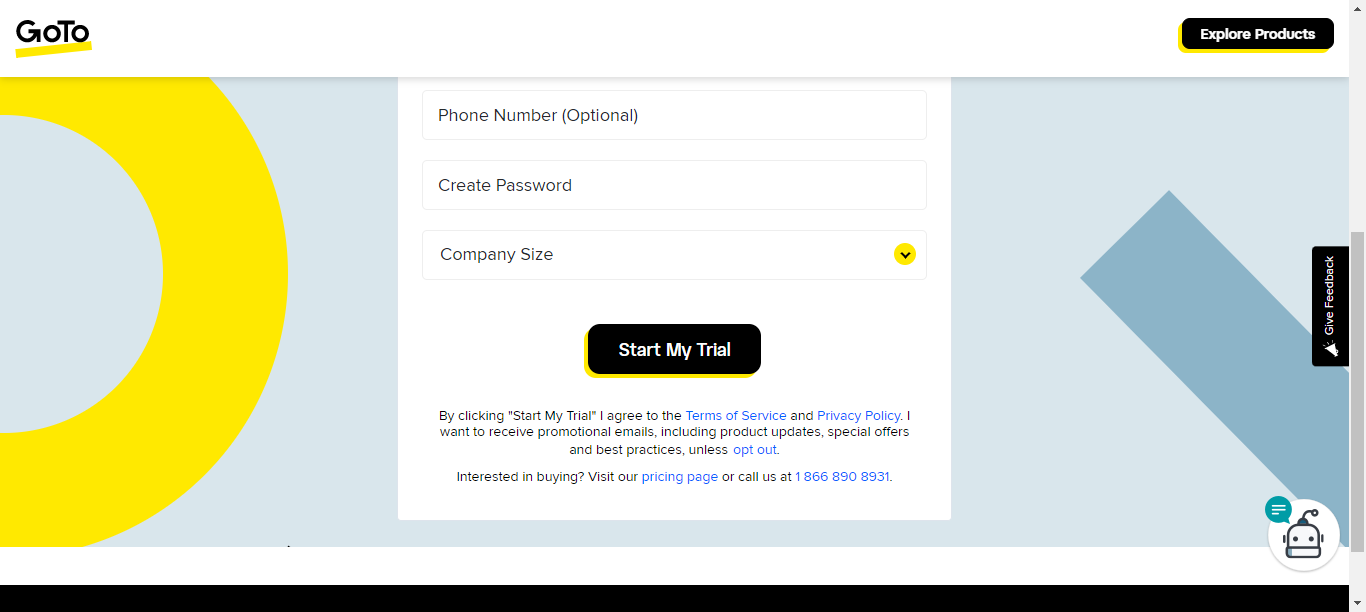 GoTo
Explore Products
Phone Number (Optional)
Create Password
Company Size
Give Feedback
Start My Trial
By clicking "Start My Trial" I agree to the Terms of Service and Privacy Policy. I
want to receive promotional emails, including product updates, special offers
and best practices, unless opt out.
Interested in buying? Visit our pricing page or call us at 1 866 890 8931.